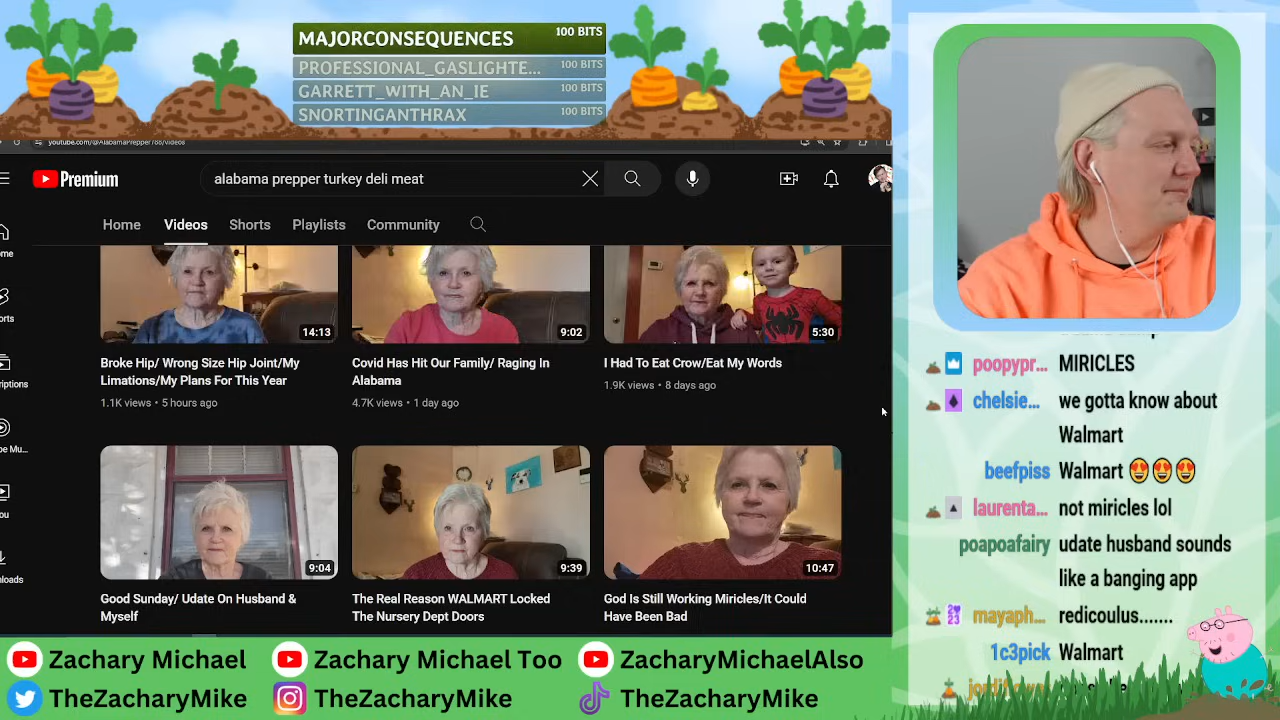 MAJORCONSEQUENCES 100 BITS
PROFESSIONAL_GASLIGHTE... 100 BITS
GARRETT_WITH_AN_IE 100 BITS
SNORTINGANTHRAX 100 BITS
Premium
alabama prepper turkey deli meat
Home Videos Shorts Playlists Community
14:13
9:02
5:30
Broke Hip/ Wrong Size Hip Joint/My
Limations/My Plans For This Year
1.1K views • 5 hours ago
Covid Has Hit Our Family/ Raging In
Alabama
4.7K views • 1 day ago
I Had To Eat Crow/Eat My Words
1.9K views • 8 days ago
9:04
9:39
10:47
Good Sunday/ Udate On Husband &
Myself
The Real Reason WALMART Locked
The Nursery Dept Doors
God Is Still Working Miricles/It Could
Have Been Bad
poopypr... MIRICLES
chelsie... we gotta know about
Walmart
beefpiss Walmart 😍😍😍
laurenta... not miricles lol
poapoafairy udate husband sounds
like a banging app
mayaph... redicoulus.......
1c3pick Walmart
Zachary Michael
Zachary Michael Too
ZacharyMichaelAlso
TheZacharyMike
TheZacharyMike
TheZacharyMike